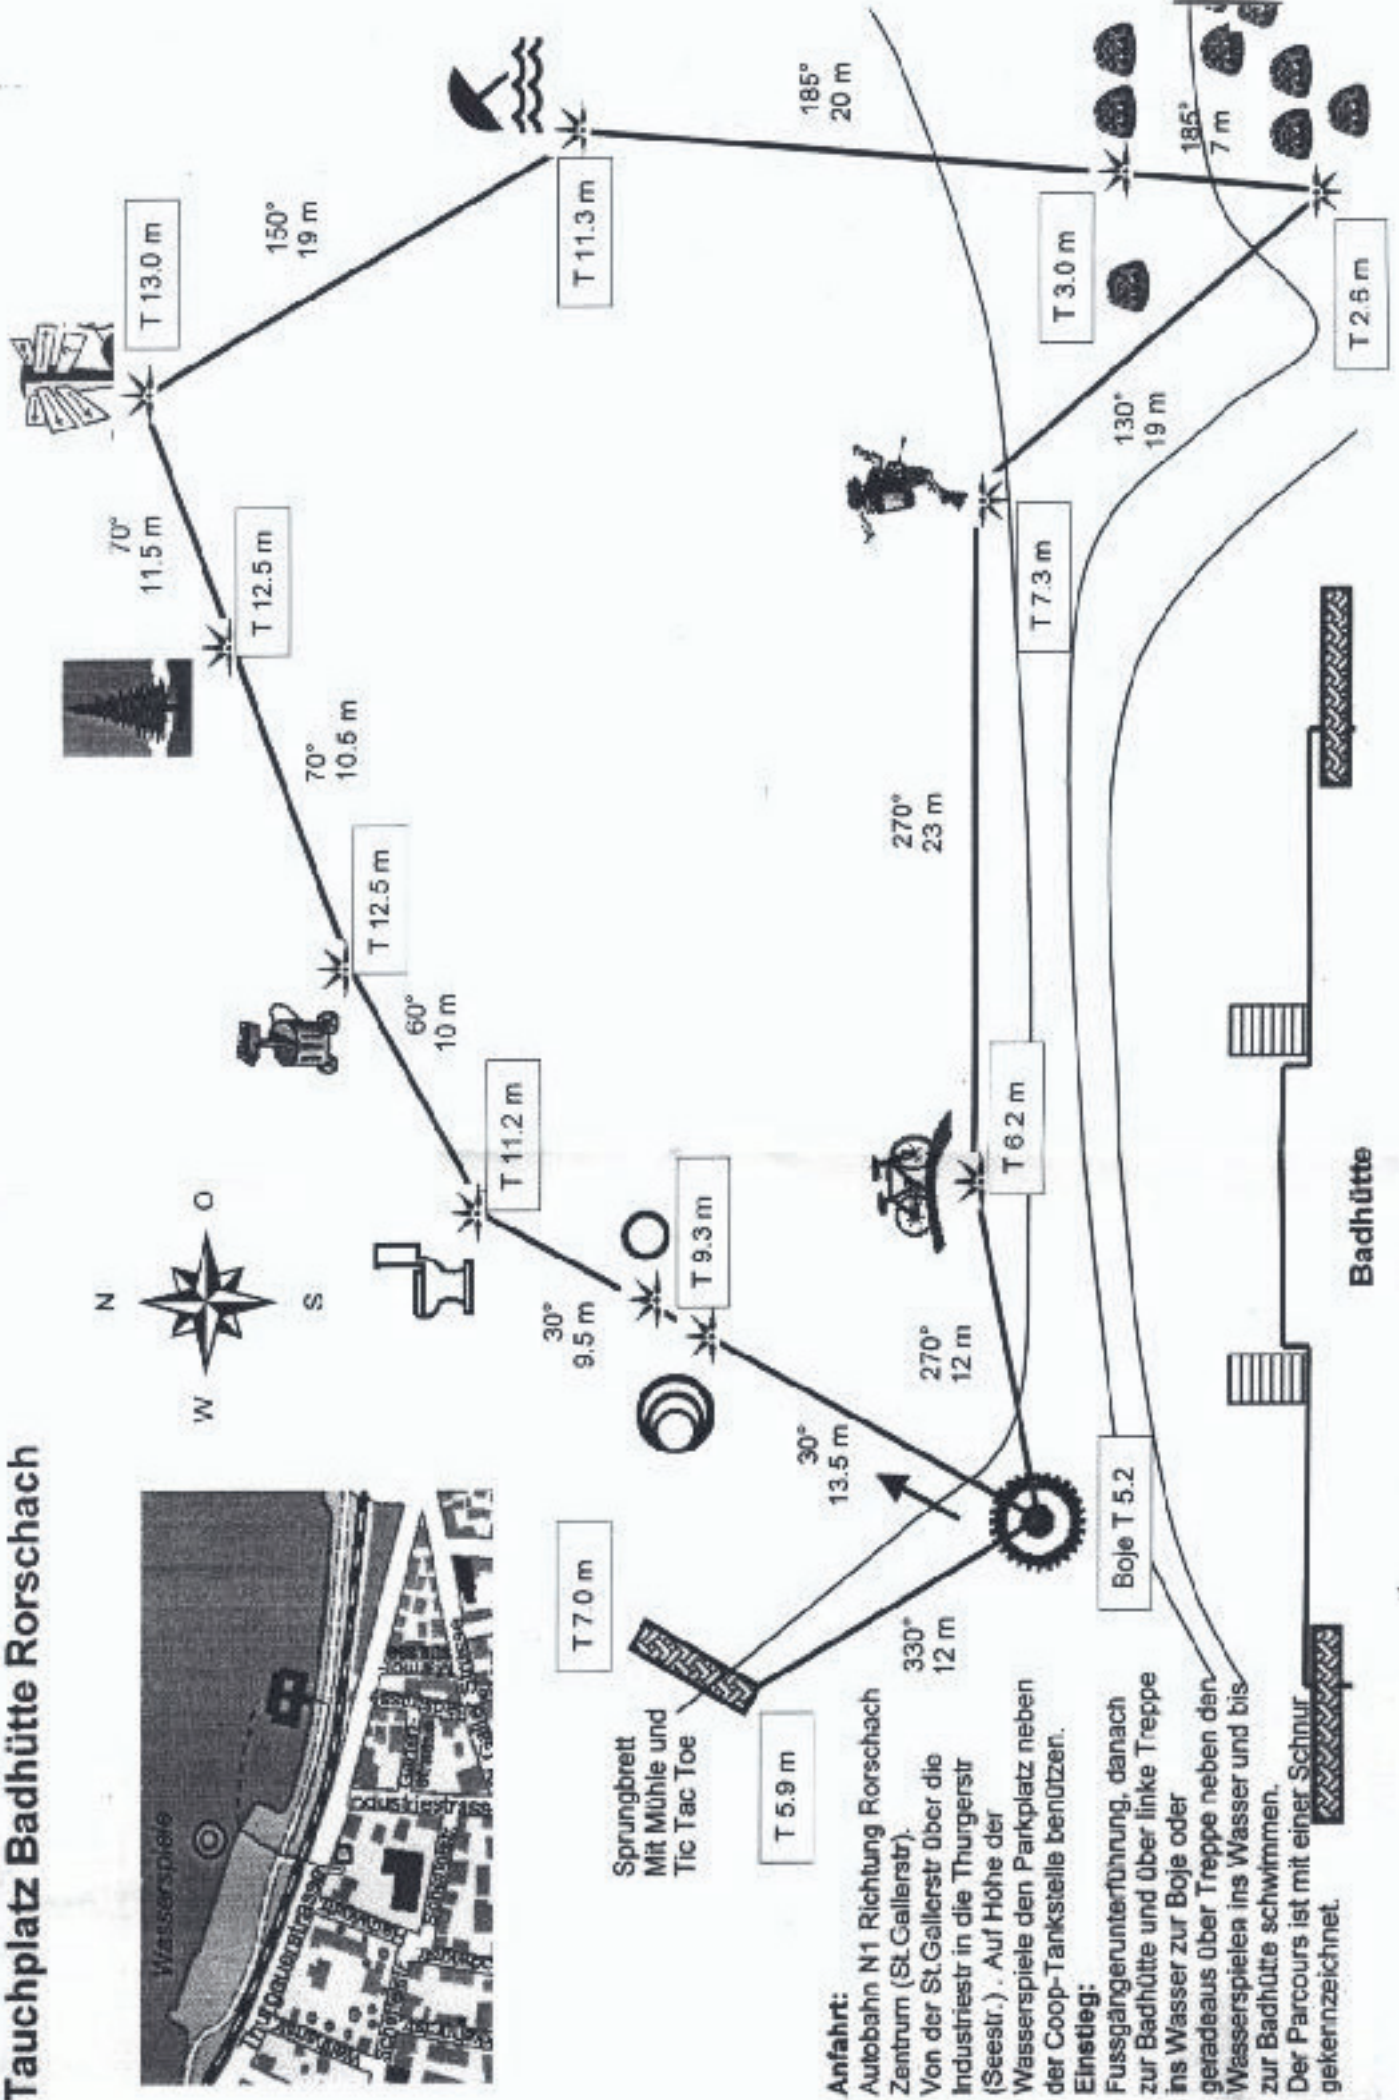 Tauchplatz Badhütte Rorschach
Wasserspiele
N
W
O
S
T 13.0 m
70°
11.5 m
T 12.5 m
70°
10.5 m
T 12.5 m
60°
10 m
T 11.2 m
30°
9.5 m
T 9.3 m
30°
13.5 m
150°
19 m
T 11.3 m
185°
20 m
T 3.0 m
185°
7 m
T 2.6 m
130°
19 m
T 7.3 m
270°
23 m
T 6.2 m
270°
12 m
Boje T 5.2
330°
12 m
T 7.0 m
T 5.9 m
Sprungbrett
Mit Mühle und
Tic Tac Toe
Badhütte
Anfahrt:
Autobahn N1 Richtung Rorschach
Zentrum (St.Gallerstr).
Von der St.Gallerstr über die
Industriestr in die Thurgerstr
(Seestr.) . Auf Höhe der
Wasserspiele den Parkplatz neben
der Coop-Tankstelle benützen.
Einstieg:
Fussgängerunterführung, danach
zur Badhütte und über linke Treppe
ins Wasser zur Boje oder
geradeaus über Treppe neben den
Wasserspielen ins Wasser und bis
zur Badhütte schwimmen.
Der Parcours ist mit einer Schnur
gekennzeichnet.